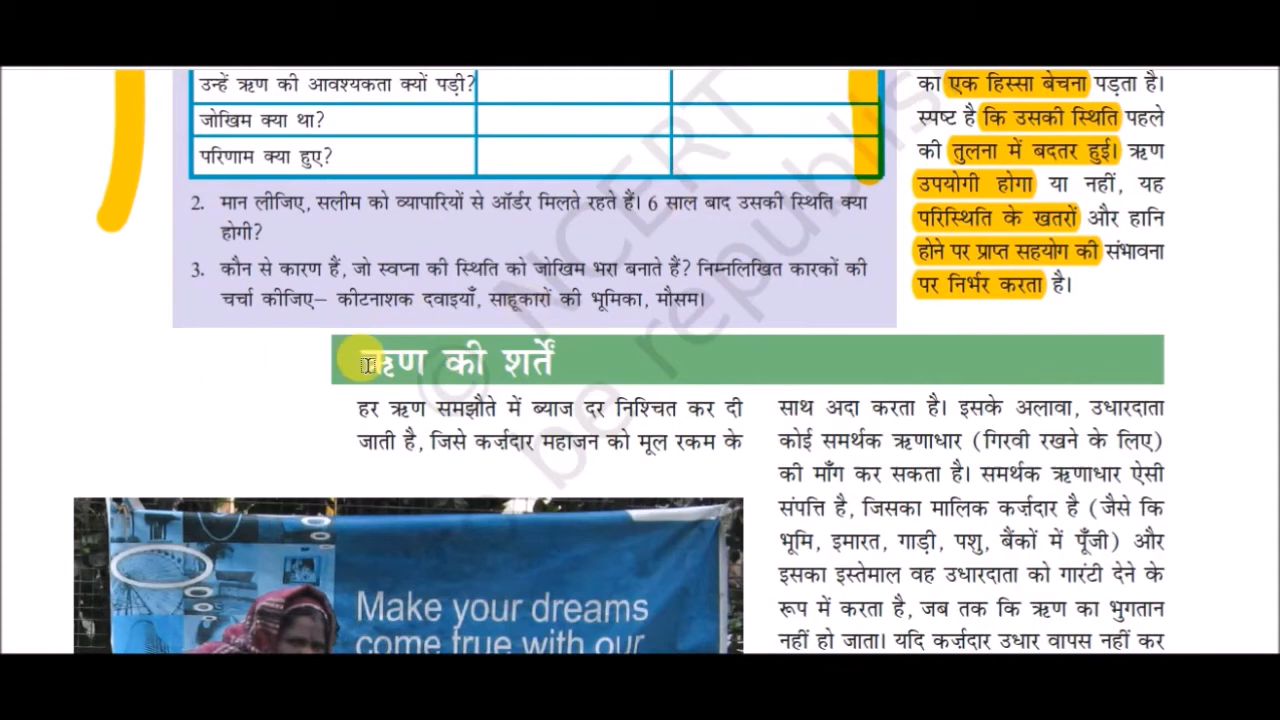 उन्हें ऋण की आवश्यकता क्यों पड़ी?
जोखिम क्या था?
परिणाम क्या हुए?
2. मान लीजिए, सलीम को व्यापारियों से ऑर्डर मिलते रहते हैं। 6 साल बाद उसकी स्थिति क्या
होगी?
3. कौन से कारण हैं, जो स्वप्ना की स्थिति को जोखिम भरा बनाते हैं? निम्नलिखित कारकों की
चर्चा कीजिए– कीटनाशक दवाइयाँ, साहूकारों की भूमिका, मौसम।
का एक हिस्सा बेचना पड़ता है।
स्पष्ट है कि उसकी स्थिति पहले
की तुलना में बदतर हुई। ऋण
उपयोगी होगा या नहीं, यह
परिस्थिति के खतरों और हानि
होने पर प्राप्त सहयोग की संभावना
पर निर्भर करता है।
ऋण की शर्तें
हर ऋण समझौते में ब्याज दर निश्चित कर दी
जाती है, जिसे कर्ज़दार महाजन को मूल रकम के
साथ अदा करता है। इसके अलावा, उधारदाता
कोई समर्थक ऋणाधार (गिरवी रखने के लिए)
की माँग कर सकता है। समर्थक ऋणाधार ऐसी
संपत्ति है, जिसका मालिक कर्ज़दार है (जैसे कि
भूमि, इमारत, गाड़ी, पशु, बैंकों में पूँजी) और
इसका इस्तेमाल वह उधारदाता को गारंटी देने के
रूप में करता है, जब तक कि ऋण का भुगतान
नहीं हो जाता। यदि कर्ज़दार उधार वापस नहीं कर
Make your dreams
come true with our
© NCERT
be republis